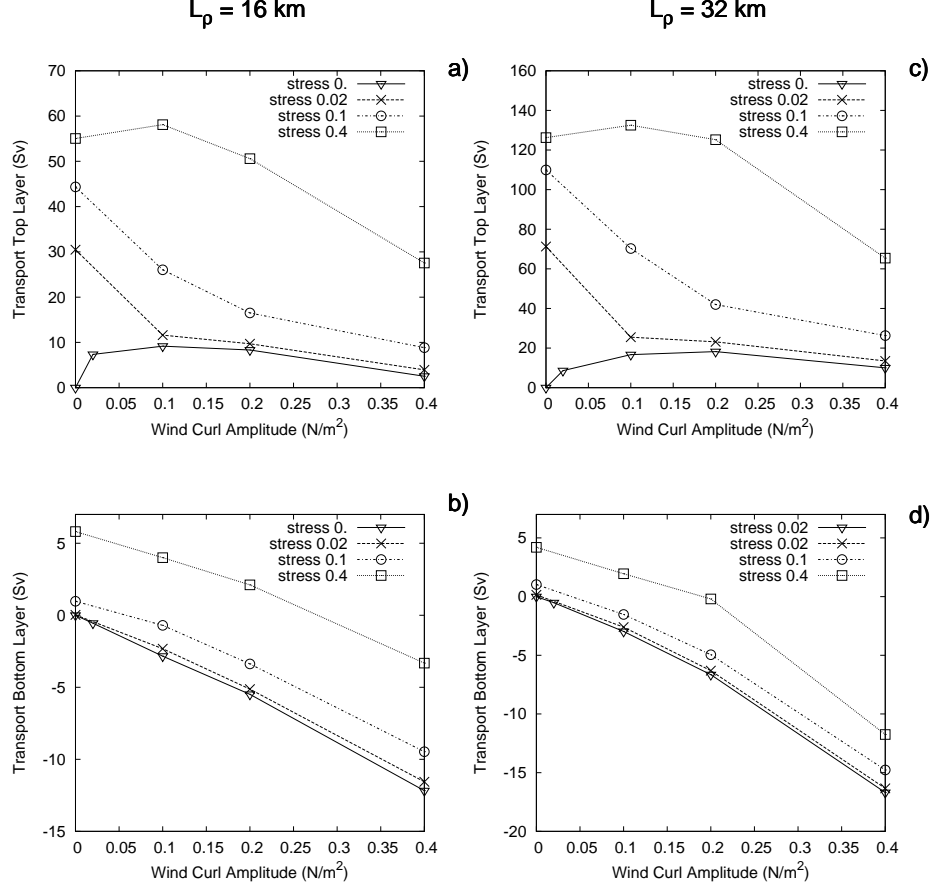 Lρ = 16 km
Lρ = 32 km
a)
70
60
50
40
30
20
10
0
0 0.05 0.1 0.15 0.2 0.25 0.3 0.35 0.4
Transport Top Layer (Sv)
Wind Curl Amplitude (N/m²)
stress 0.
stress 0.02
stress 0.1
stress 0.4
c)
160
140
120
100
80
60
40
20
0
0 0.05 0.1 0.15 0.2 0.25 0.3 0.35 0.4
Transport Top Layer (Sv)
Wind Curl Amplitude (N/m²)
stress 0.
stress 0.02
stress 0.1
stress 0.4
b)
5
0
-5
-10
-15
0 0.05 0.1 0.15 0.2 0.25 0.3 0.35 0.4
Transport Bottom Layer (Sv)
Wind Curl Amplitude (N/m²)
stress 0.
stress 0.02
stress 0.1
stress 0.4
d)
5
0
-5
-10
-15
-20
0 0.05 0.1 0.15 0.2 0.25 0.3 0.35 0.4
Transport Bottom Layer (Sv)
Wind Curl Amplitude (N/m²)
stress 0.02
stress 0.02
stress 0.1
stress 0.4